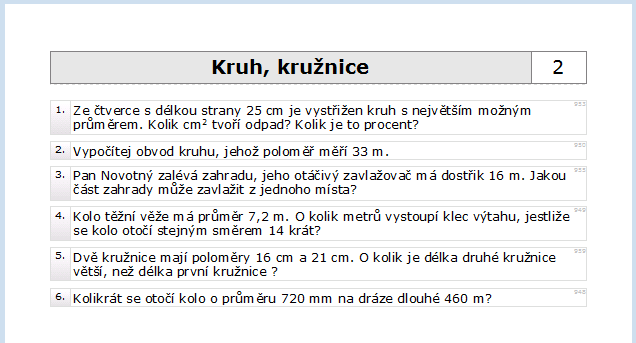 Kruh, kružnice 2
1. Ze čtverce s délkou strany 25 cm je vystřižen kruh s největším možným
průměrem. Kolik cm² tvoří odpad? Kolik je to procent?
2. Vypočítej obvod kruhu, jehož poloměr měří 33 m.
3. Pan Novotný zalévá zahradu, jeho otáčivý zavlažovač má dostřik 16 m. Jakou
část zahrady může zavlažit z jednoho místa?
4. Kolo těžní věže má průměr 7,2 m. O kolik metrů vystoupí klec výtahu, jestliže
se kolo otočí stejným směrem 14 krát?
5. Dvě kružnice mají poloměry 16 cm a 21 cm. O kolik je délka druhé kružnice
větší, než délka první kružnice ?
6. Kolikrát se otočí kolo o průměru 720 mm na dráze dlouhé 460 m?